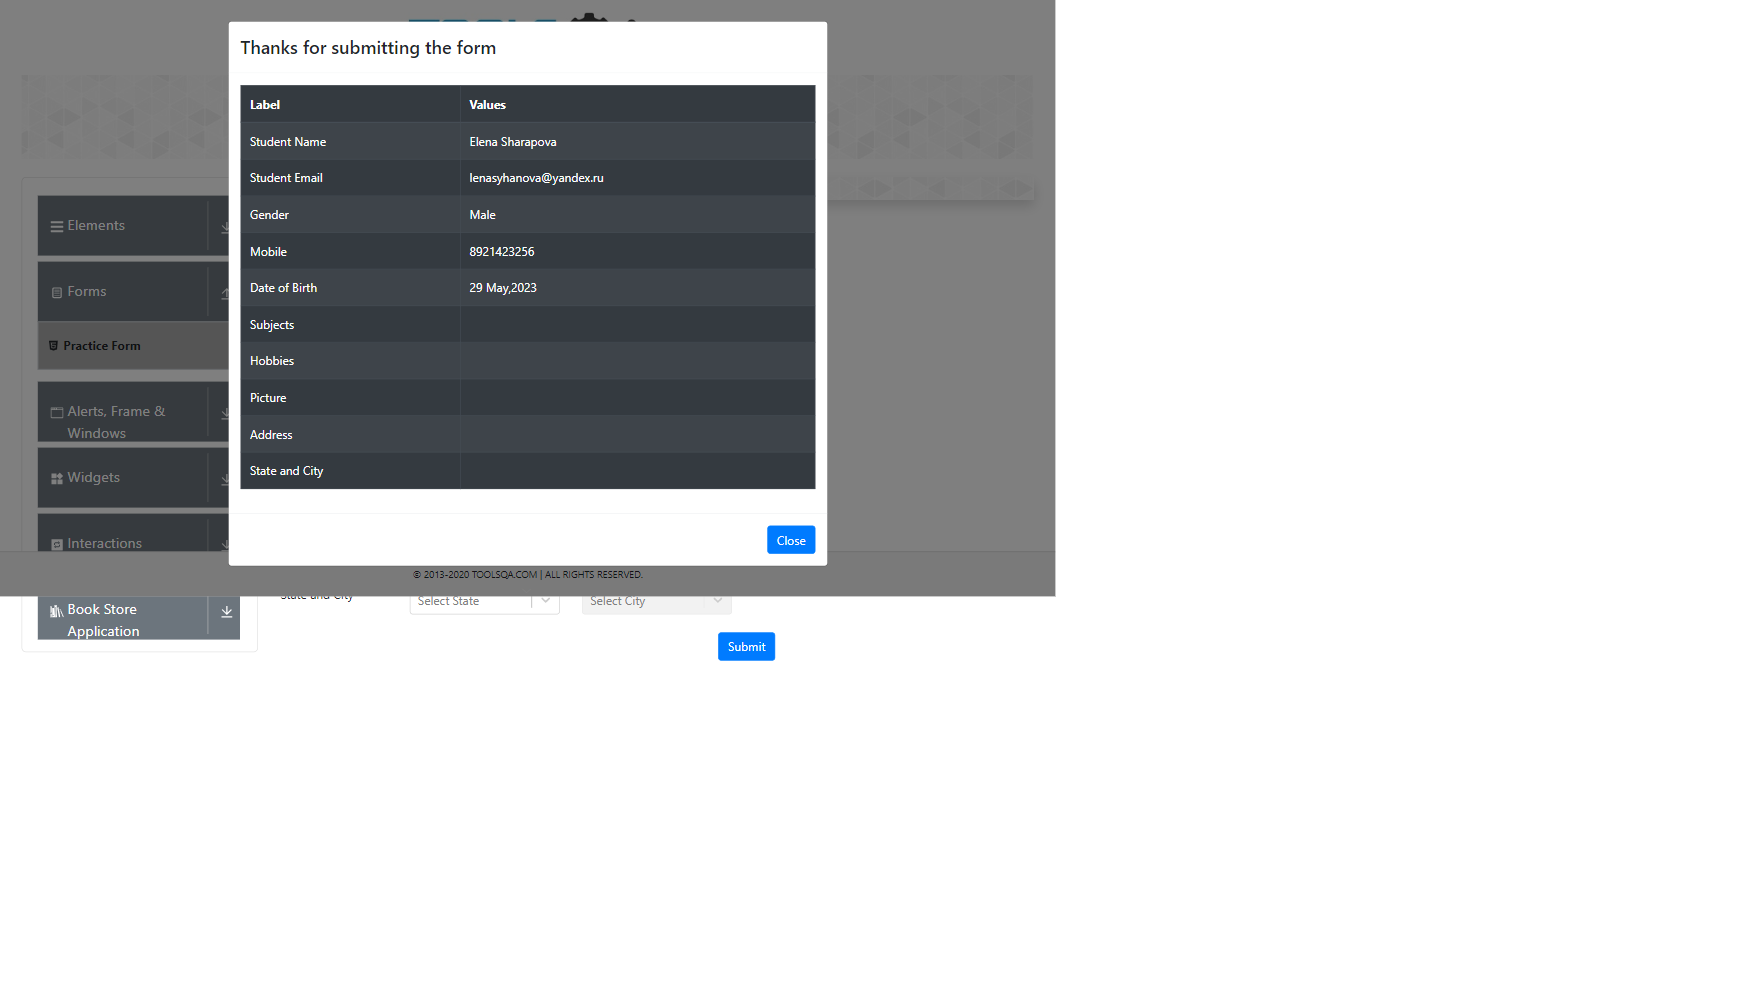 Thanks for submitting the form
Label Values
Student Name Elena Sharapova
Student Email lenasyhanova@yandex.ru
Gender Male
Mobile 8921423256
Date of Birth 29 May,2023
Subjects
Hobbies
Picture
Address
State and City
Close
Elements
Forms
Practice Form
Alerts, Frame &
Windows
Widgets
Interactions
© 2013-2020 TOOLSQA.COM | ALL RIGHTS RESERVED.
Book Store
Application
State and City Select State Select City
Submit